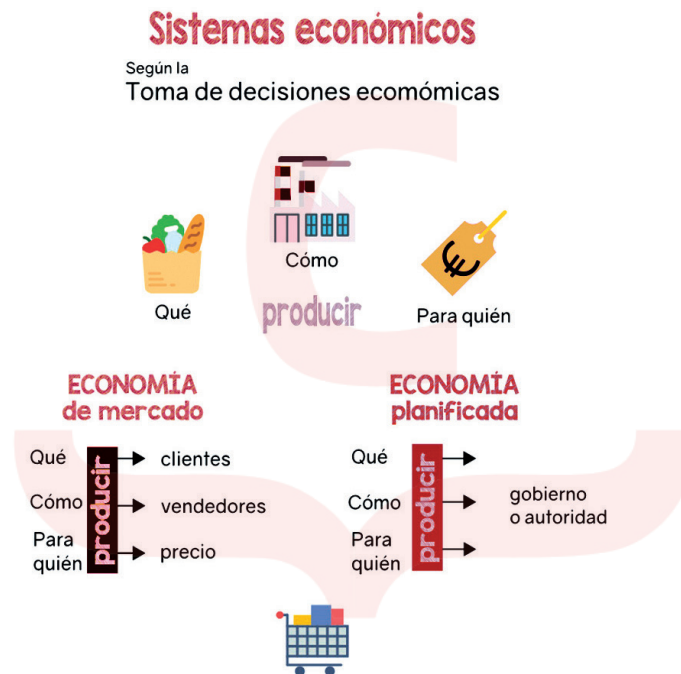 Sistemas económicos
Según la
Toma de decisiones ecomómicas
Cómo
Qué
producir
Para quién
ECONOMÍA
de mercado
Qué
Cómo
Para
quién
producir
clientes
vendedores
precio
ECONOMÍA
planificada
Qué
Cómo
Para
quién
producir
gobierno
o autoridad